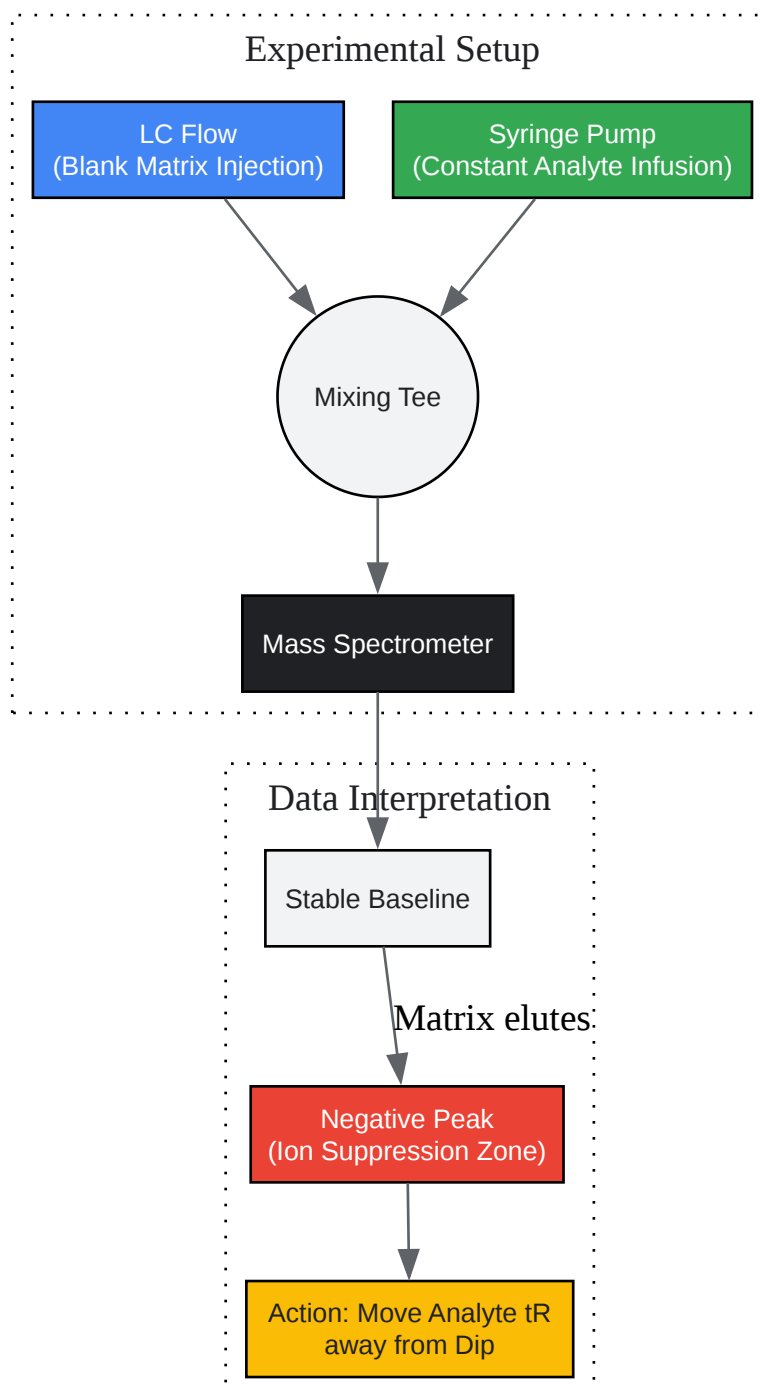 Experimental Setup
LC Flow
(Blank Matrix Injection)
Syringe Pump
(Constant Analyte Infusion)
Mixing Tee
Mass Spectrometer
Data Interpretation
Stable Baseline
Matrix elutes
Negative Peak
(Ion Suppression Zone)
Action: Move Analyte tR
away from Dip